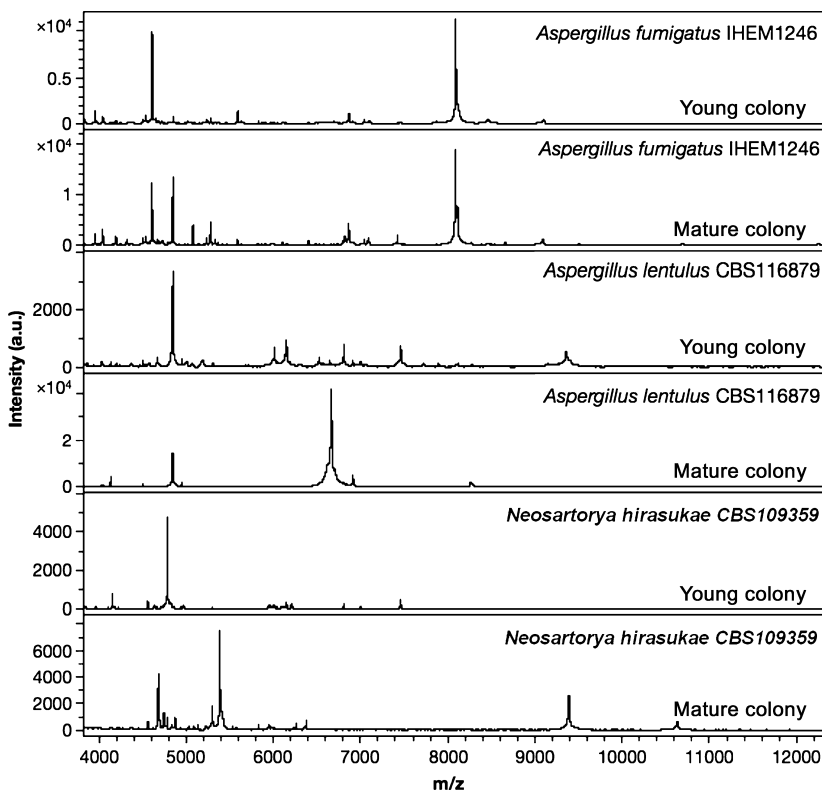 ×10⁴
Aspergillus fumigatus IHEM1246
0.5
Young colony
0
×10⁴
Aspergillus fumigatus IHEM1246
1
Mature colony
0
Aspergillus lentulus CBS116879
2000
Young colony
0
×10⁴
Aspergillus lentulus CBS116879
2
Mature colony
0
Neosartorya hirasukae CBS109359
4000
2000
Young colony
0
Neosartorya hirasukae CBS109359
6000
4000
2000
Mature colony
0
Intensity (a.u.)
4000 5000 6000 7000 8000 9000 10000 11000 12000
m/z